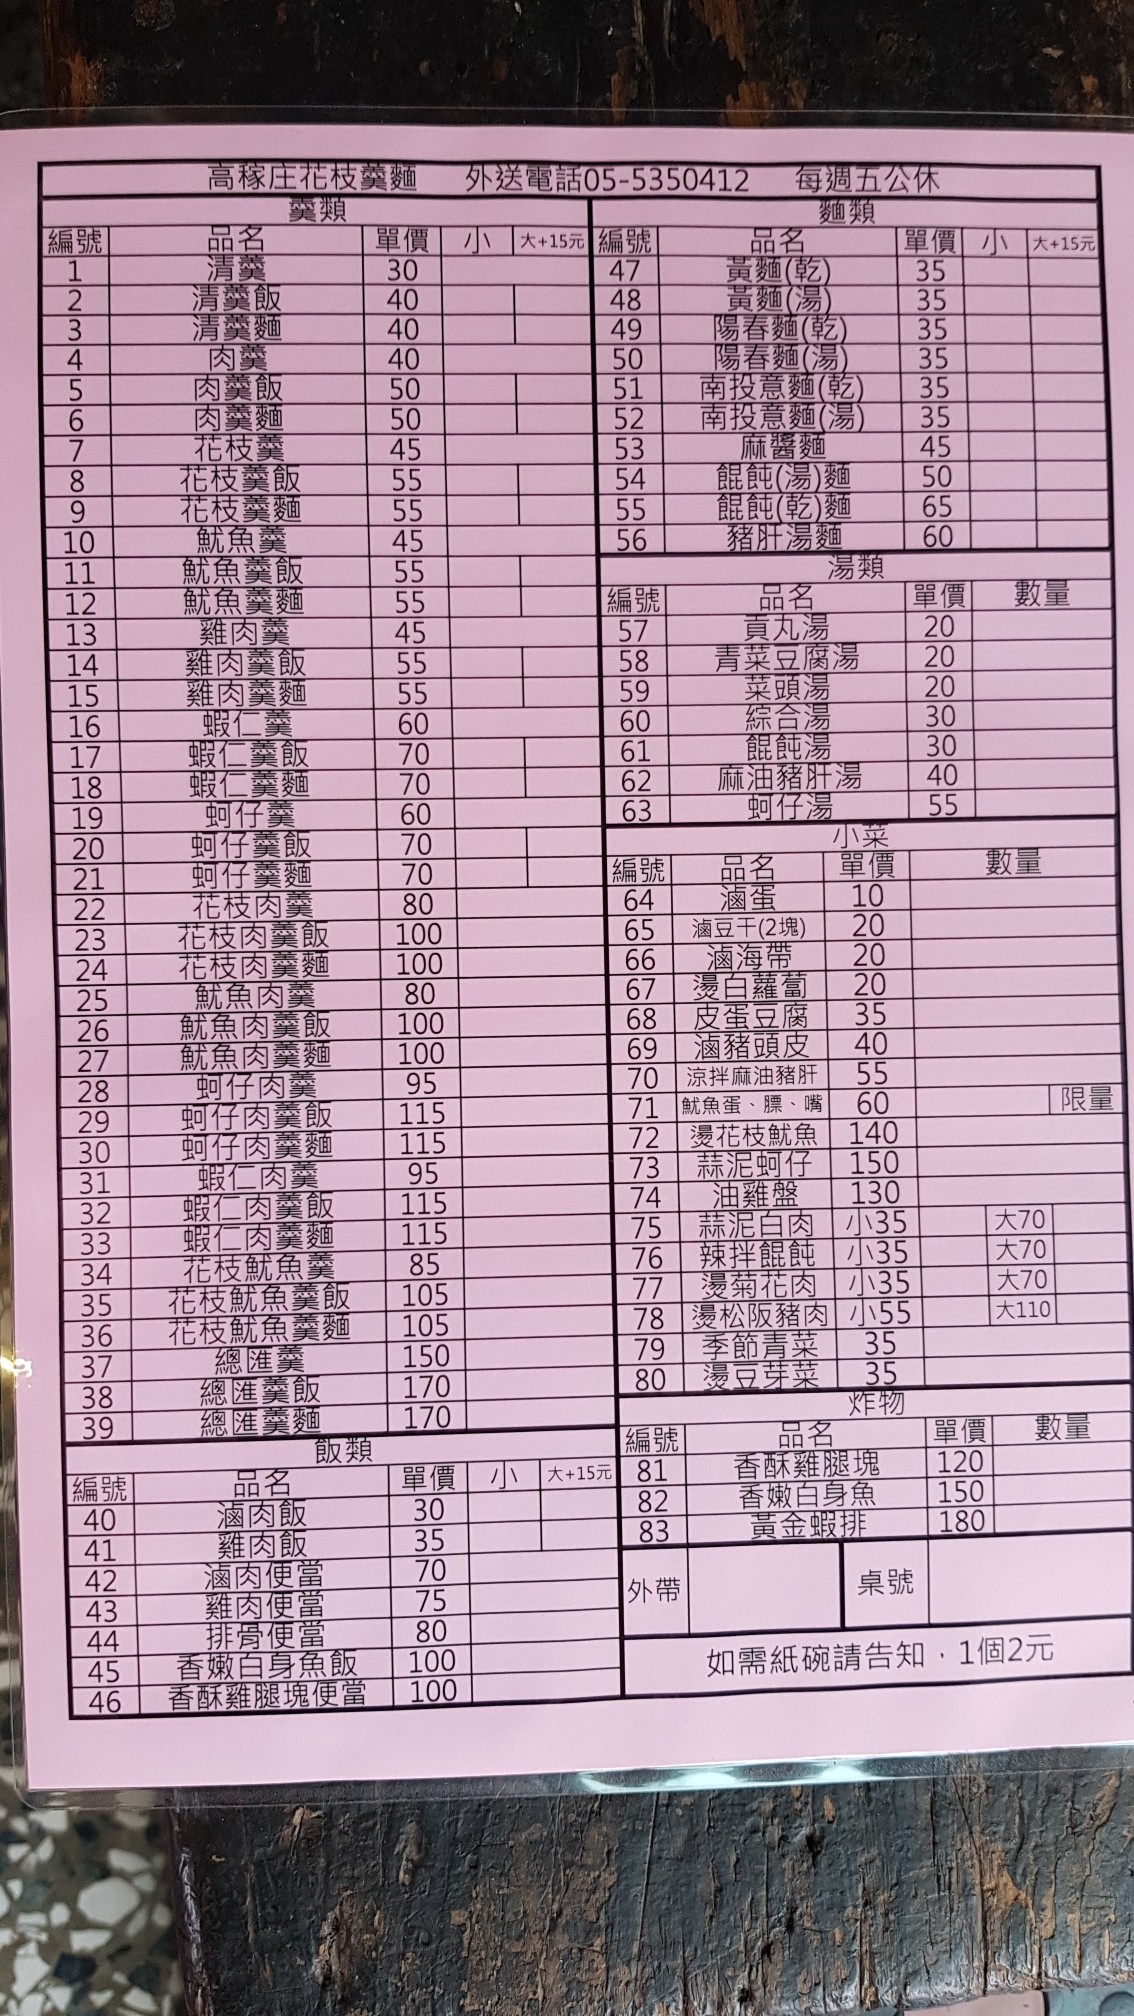 高稼庄花枝羹麵 外送電話05-5350412 每週五公休
羹類
編號 品名 單價 小 大+15元
1 清羹 30
2 清羹飯 40
3 清羹麵 40
4 肉羹 40
5 肉羹飯 50
6 肉羹麵 50
7 花枝羹 45
8 花枝羹飯 55
9 花枝羹麵 55
10 魷魚羹 45
11 魷魚羹飯 55
12 魷魚羹麵 55
13 雞肉羹 45
14 雞肉羹飯 55
15 雞肉羹麵 55
16 蝦仁羹 60
17 蝦仁羹飯 70
18 蝦仁羹麵 70
19 蚵仔羹 60
20 蚵仔羹飯 70
21 蚵仔羹麵 70
22 花枝肉羹 80
23 花枝肉羹飯 100
24 花枝肉羹麵 100
25 魷魚肉羹 80
26 魷魚肉羹飯 100
27 魷魚肉羹麵 100
28 蚵仔肉羹 95
29 蚵仔肉羹飯 115
30 蚵仔肉羹麵 115
31 蝦仁肉羹 95
32 蝦仁肉羹飯 115
33 蝦仁肉羹麵 115
34 花枝魷魚羹 85
35 花枝魷魚羹飯 105
36 花枝魷魚羹麵 105
37 總匯羹 150
38 總匯羹飯 170
39 總匯羹麵 170
飯類
編號 品名 單價 小 大+15元
40 滷肉飯 30
41 雞肉飯 35
42 滷肉便當 70
43 雞肉便當 75
44 排骨便當 80
45 香嫩白身魚飯 100
46 香酥雞腿塊便當 100
麵類
編號 品名 單價 小 大+15元
47 黃麵(乾) 35
48 黃麵(湯) 35
49 陽春麵(乾) 35
50 陽春麵(湯) 35
51 南投意麵(乾) 35
52 南投意麵(湯) 35
53 麻醬麵 45
54 餛飩(湯)麵 50
55 餛飩(乾)麵 65
56 豬肝湯麵 60
湯類
編號 品名 單價 數量
57 貢丸湯 20
58 青菜豆腐湯 20
59 菜頭湯 20
60 綜合湯 30
61 餛飩湯 30
62 麻油豬肝湯 40
63 蚵仔湯 55
小菜
編號 品名 單價 數量
64 滷蛋 10
65 滷豆干(2塊) 20
66 滷海帶 20
67 燙白蘿蔔 20
68 皮蛋豆腐 35
69 滷豬頭皮 40
70 涼拌麻油豬肝 55
71 魷魚蛋、膘、嘴 60 限量
72 燙花枝魷魚 140
73 蒜泥蚵仔 150
74 油雞盤 130
75 蒜泥白肉 小35 大70
76 辣拌餛飩 小35 大70
77 燙菊花肉 小35 大70
78 燙松阪豬肉 小55 大110
79 季節青菜 35
80 燙豆芽菜 35
炸物
編號 品名 單價 數量
81 香酥雞腿塊 120
82 香嫩白身魚 150
83 黃金蝦排 180
外帶 桌號
如需紙碗請告知，1個2元